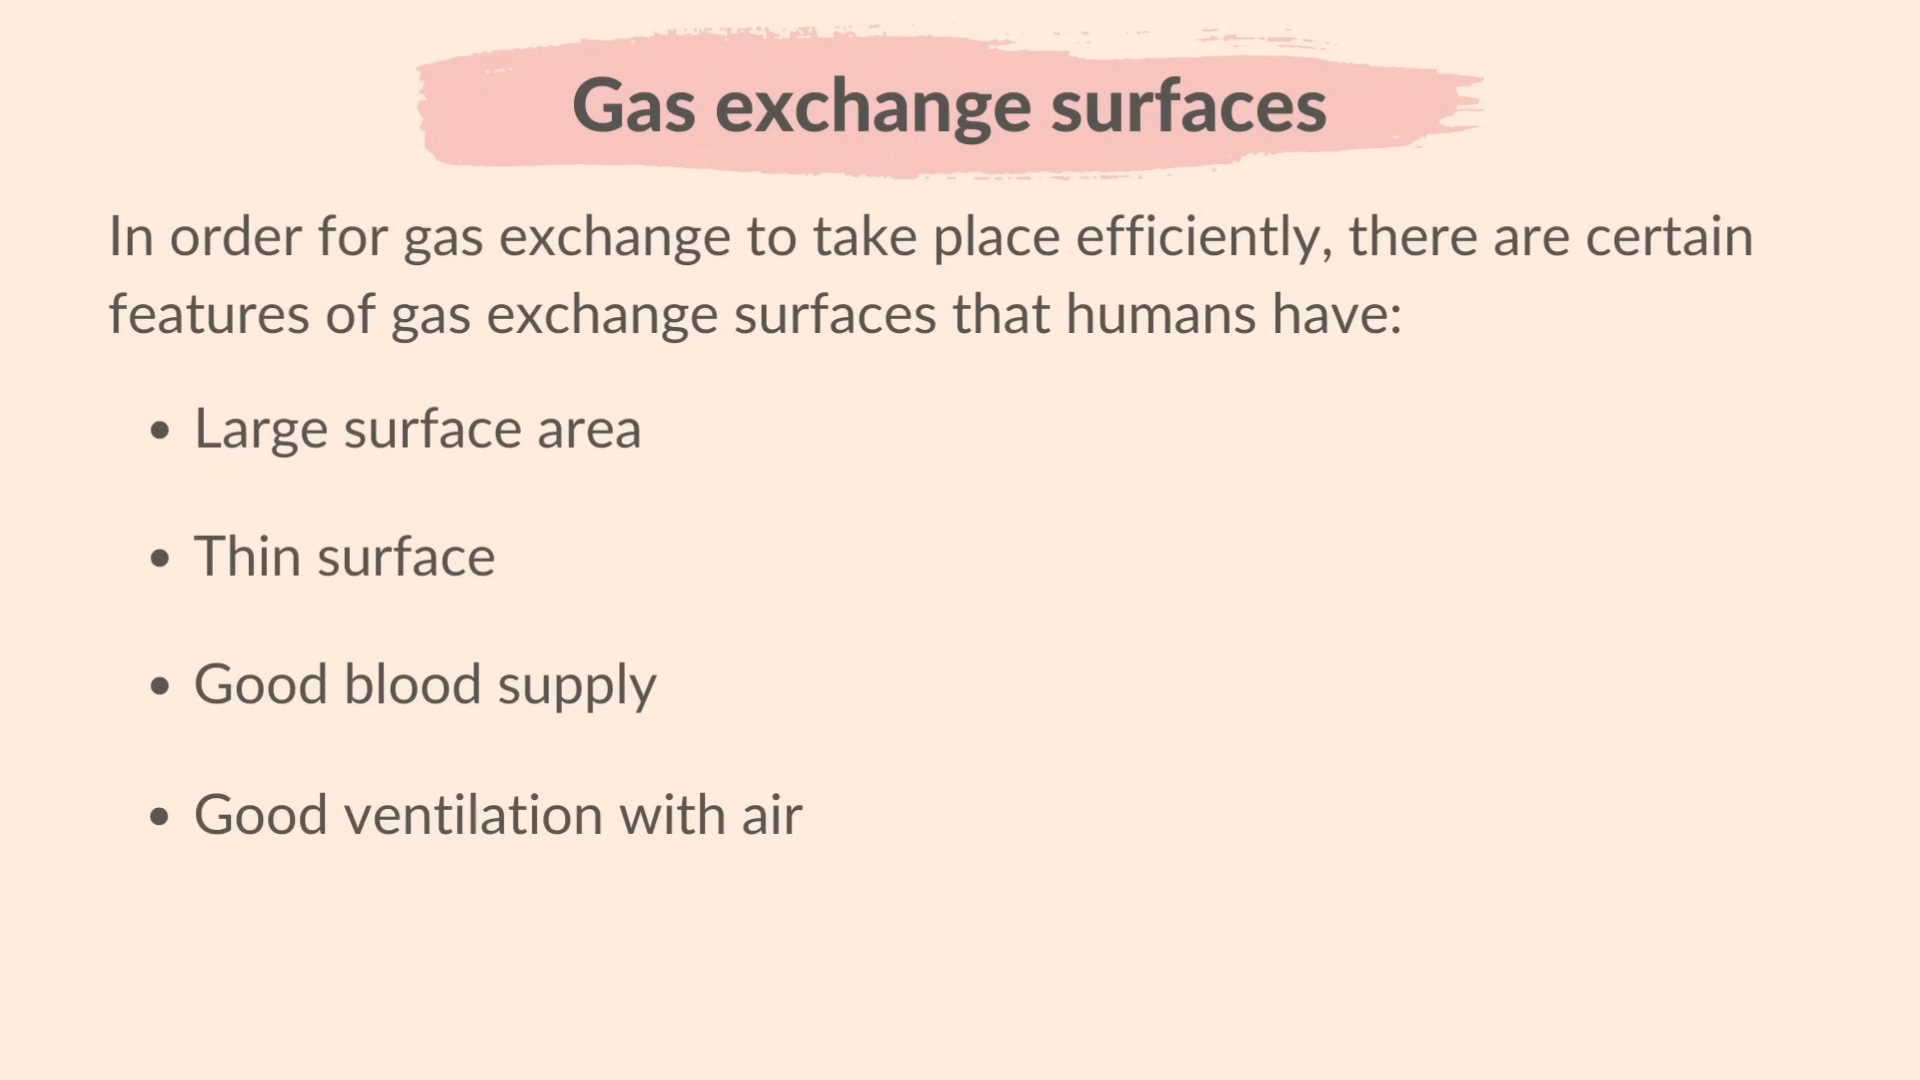 Gas exchange surfaces
In order for gas exchange to take place efficiently, there are certain
features of gas exchange surfaces that humans have:
• Large surface area
• Thin surface
• Good blood supply
• Good ventilation with air